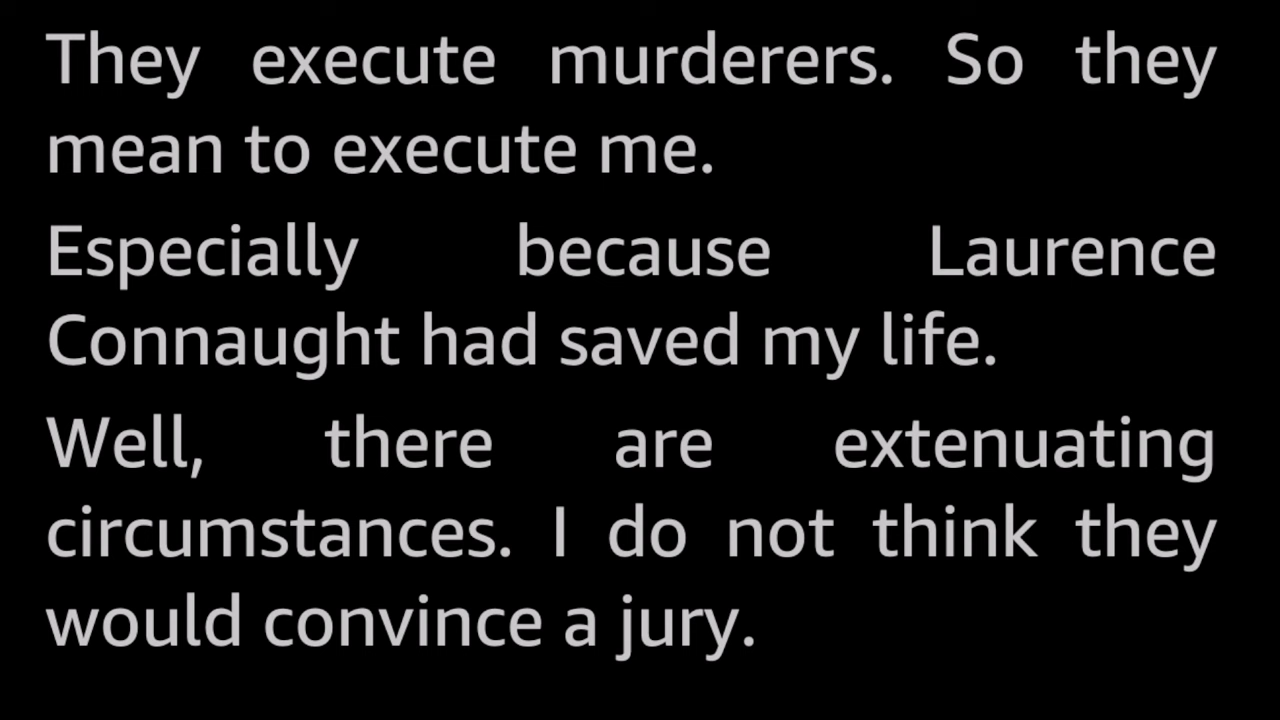 They execute murderers. So they
mean to execute me.
Especially because Laurence
Connaught had saved my life.
Well, there are extenuating
circumstances. I do not think they
would convince a jury.